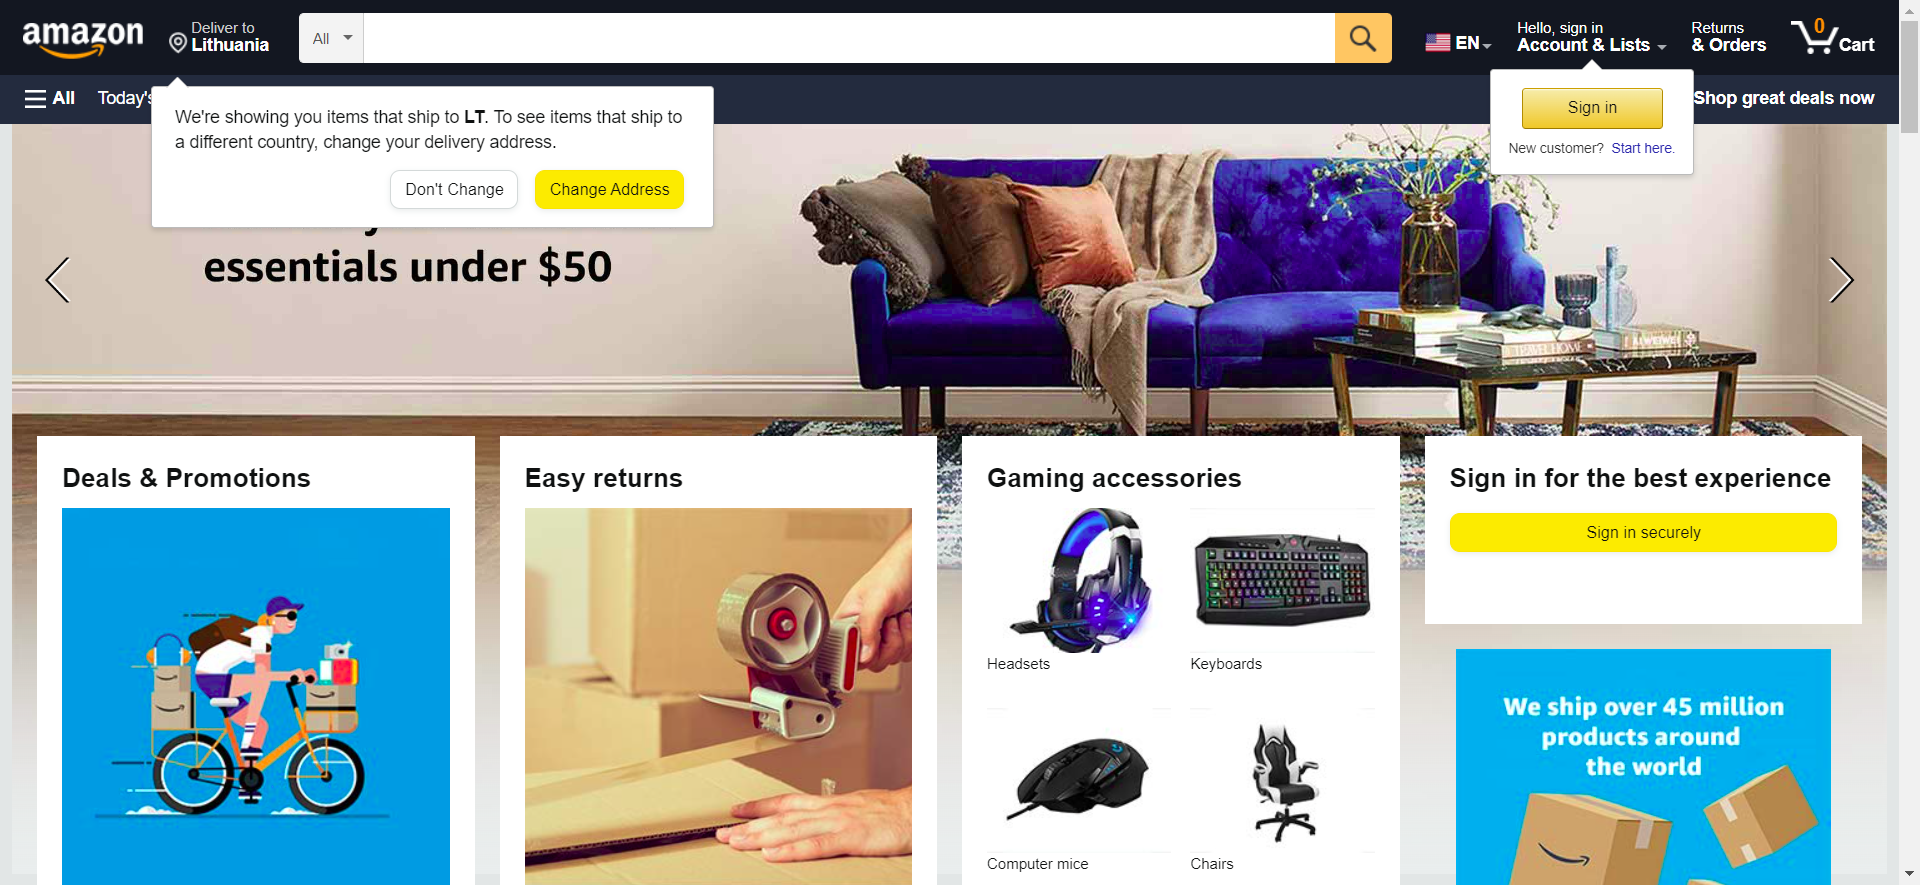 amazon
Deliver to
Lithuania
All
EN
Hello, sign in
Account & Lists
Returns
& Orders
0
Cart
All
Today's
Shop great deals now
We're showing you items that ship to LT. To see items that ship to
a different country, change your delivery address.
Don't Change
Change Address
Sign in
New customer? Start here.
essentials under $50
TRAVEL HOME
AI WEIWEI
Deals & Promotions
Easy returns
Gaming accessories
Headsets
Keyboards
Computer mice
Chairs
Sign in for the best experience
Sign in securely
We ship over 45 million
products around
the world